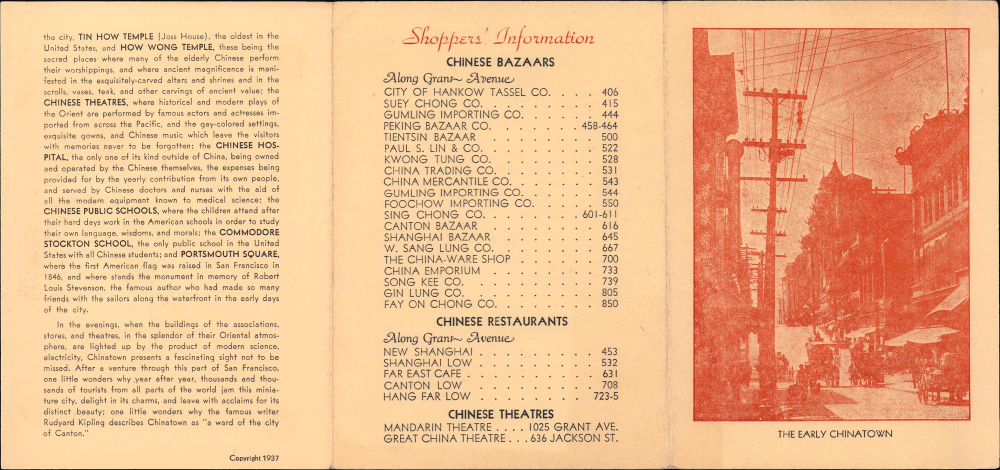 the city, TIN HOW TEMPLE (Joss House), the oldest in the
United States, and HOW WONG TEMPLE, these being the
sacred places where many of the elderly Chinese perform
their worshippings, and where ancient magnificence is mani-
fested in the exquisitely-carved altars and shrines and in the
scrolls, vases, teak, and other carvings of ancient value; the
CHINESE THEATRES, where historical and modern plays of
the Orient are performed by famous actors and actresses im-
ported from across the Pacific, and the gay-colored settings,
exquisite gowns, and Chinese music which leave the visitors
with memories never to be forgotten; the CHINESE HOS-
PITAL, the only one of its kind outside of China, being owned
and operated by the Chinese themselves, the expenses being
provided for by the yearly contribution from its own people,
and served by Chinese doctors and nurses with the aid of
all the modern equipment known to medical science; the
CHINESE PUBLIC SCHOOLS, where the children attend after
their hard days work in the American schools in order to study
their own language, wisdoms, and morals; the COMMODORE
STOCKTON SCHOOL, the only public school in the United
States with all Chinese students; and PORTSMOUTH SQUARE,
where the first American flag was raised in San Francisco in
1846, and where stands the monument in memory of Robert
Louis Stevenson, the famous author who had made so many
friends with the sailors along the waterfront in the early days
of the city.
In the evenings, when the buildings of the associations,
stores, and theatres, in the splendor of their Oriental atmos-
phere, are lighted up by the product of modern science,
electricity, Chinatown presents a fascinating sight not to be
missed. After a venture through this part of San Francisco,
one little wonders why year after year, thousands and thou-
sands of tourists from all parts of the world jam this minia-
ture city, delight in its charms, and leave with acclaims for its
distinct beauty; one little wonders why the famous writer
Rudyard Kipling describes Chinatown as "a ward of the city
of Canton."
Copyright 1937
Shoppers' Information
CHINESE BAZAARS
Along Grant Avenue
CITY OF HANKOW TASSEL CO. . . . . 406
SUEY CHONG CO. . . . . . . . . 415
GUMLING IMPORTING CO. . . . . . . 444
PEKING BAZAAR CO. . . . . . . . 458-464
TIENTSIN BAZAAR . . . . . . . . 500
PAUL S. LIN & CO. . . . . . . . 522
KWONG TUNG CO. . . . . . . . . 528
CHINA TRADING CO. . . . . . . . 531
CHINA MERCANTILE CO. . . . . . . 543
GUMLING IMPORTING CO. . . . . . . 544
FOOCHOW IMPORTING CO. . . . . . 550
SING CHONG CO. . . . . . . . . 601-611
CANTON BAZAAR . . . . . . . . 616
SHANGHAI BAZAAR . . . . . . . . 645
W. SANG LUNG CO. . . . . . . . 667
THE CHINA-WARE SHOP . . . . . . 700
CHINA EMPORIUM . . . . . . . . 733
SONG KEE CO. . . . . . . . . . 739
GIN LUNG CO. . . . . . . . . . 805
FAY ON CHONG CO. . . . . . . . 850
CHINESE RESTAURANTS
Along Grant Avenue
NEW SHANGHAI . . . . . . . . . 453
SHANGHAI LOW . . . . . . . . . 532
FAR EAST CAFE . . . . . . . . . 631
CANTON LOW . . . . . . . . . 708
HANG FAR LOW . . . . . . . . . 723-5
CHINESE THEATRES
MANDARIN THEATRE . . . . 1025 GRANT AVE.
GREAT CHINA THEATRE . . . 636 JACKSON ST.
THE EARLY CHINATOWN